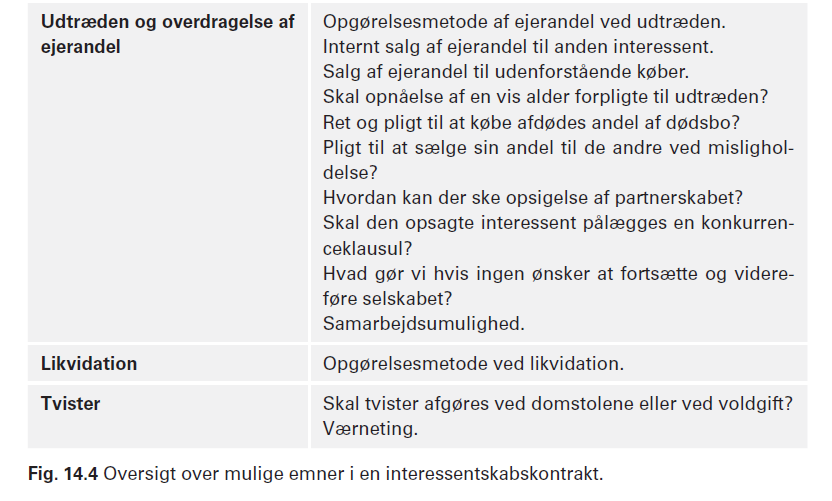 Udtræden og overdragelse af
ejerandel
Opgørelsesmetode af ejerandel ved udtræden.
Internt salg af ejerandel til anden interessent.
Salg af ejerandel til udenforstående køber.
Skal opnåelse af en vis alder forpligte til udtræden?
Ret og pligt til at købe afdødes andel af dødsbo?
Pligt til at sælge sin andel til de andre ved mislighol-
delse?
Hvordan kan der ske opsigelse af partnerskabet?
Skal den opsagte interessent pålægges en konkurren-
ceklausul?
Hvad gør vi hvis ingen ønsker at fortsætte og videre-
føre selskabet?
Samarbejdsumulighed.
Likvidation
Opgørelsesmetode ved likvidation.
Tvister
Skal tvister afgøres ved domstolene eller ved voldgift?
Værneting.
Fig. 14.4 Oversigt over mulige emner i en interessentskabskontrakt.